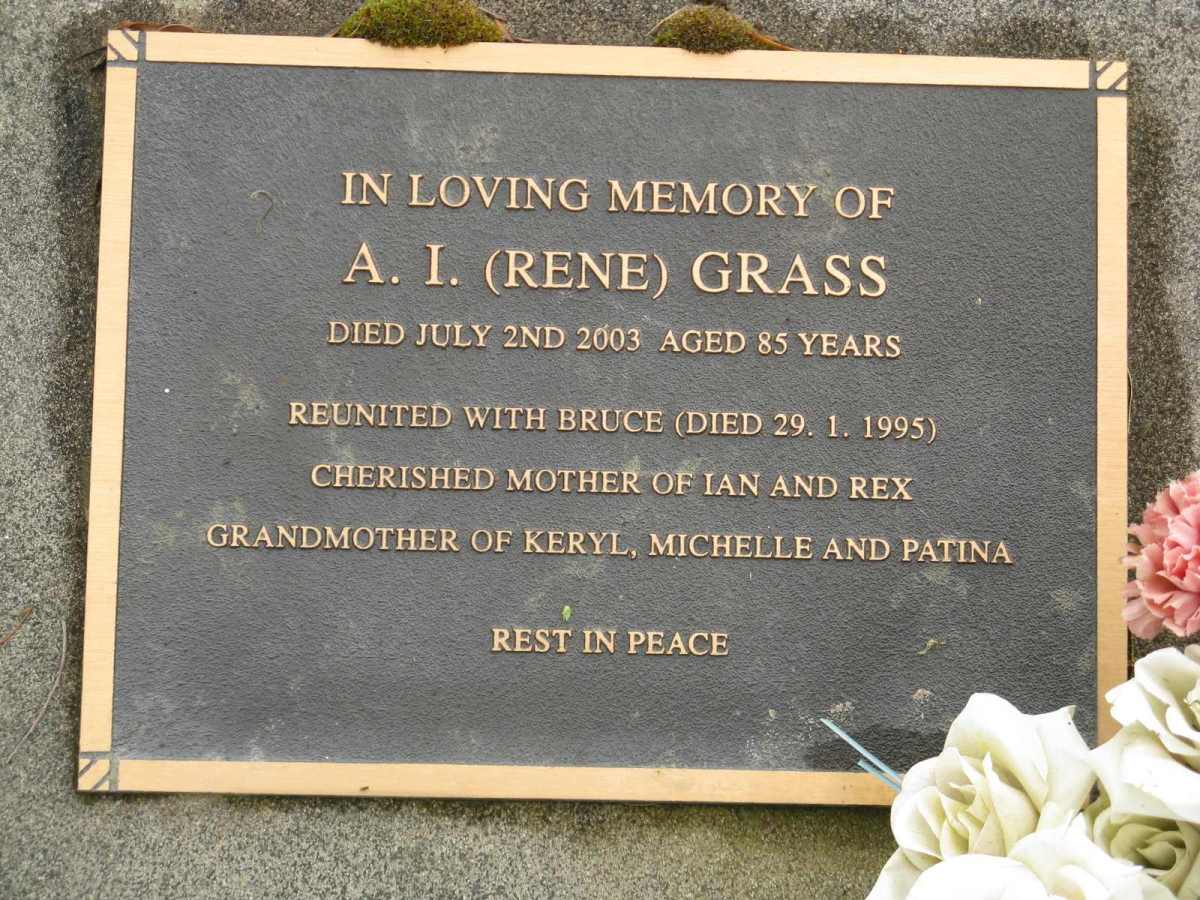 IN LOVING MEMORY OF
A. I. (RENE) GRASS
DIED JULY 2ND 2003 AGED 85 YEARS
REUNITED WITH BRUCE (DIED 29. 1. 1995)
CHERISHED MOTHER OF IAN AND REX
GRANDMOTHER OF KERYL, MICHELLE AND PATINA
REST IN PEACE